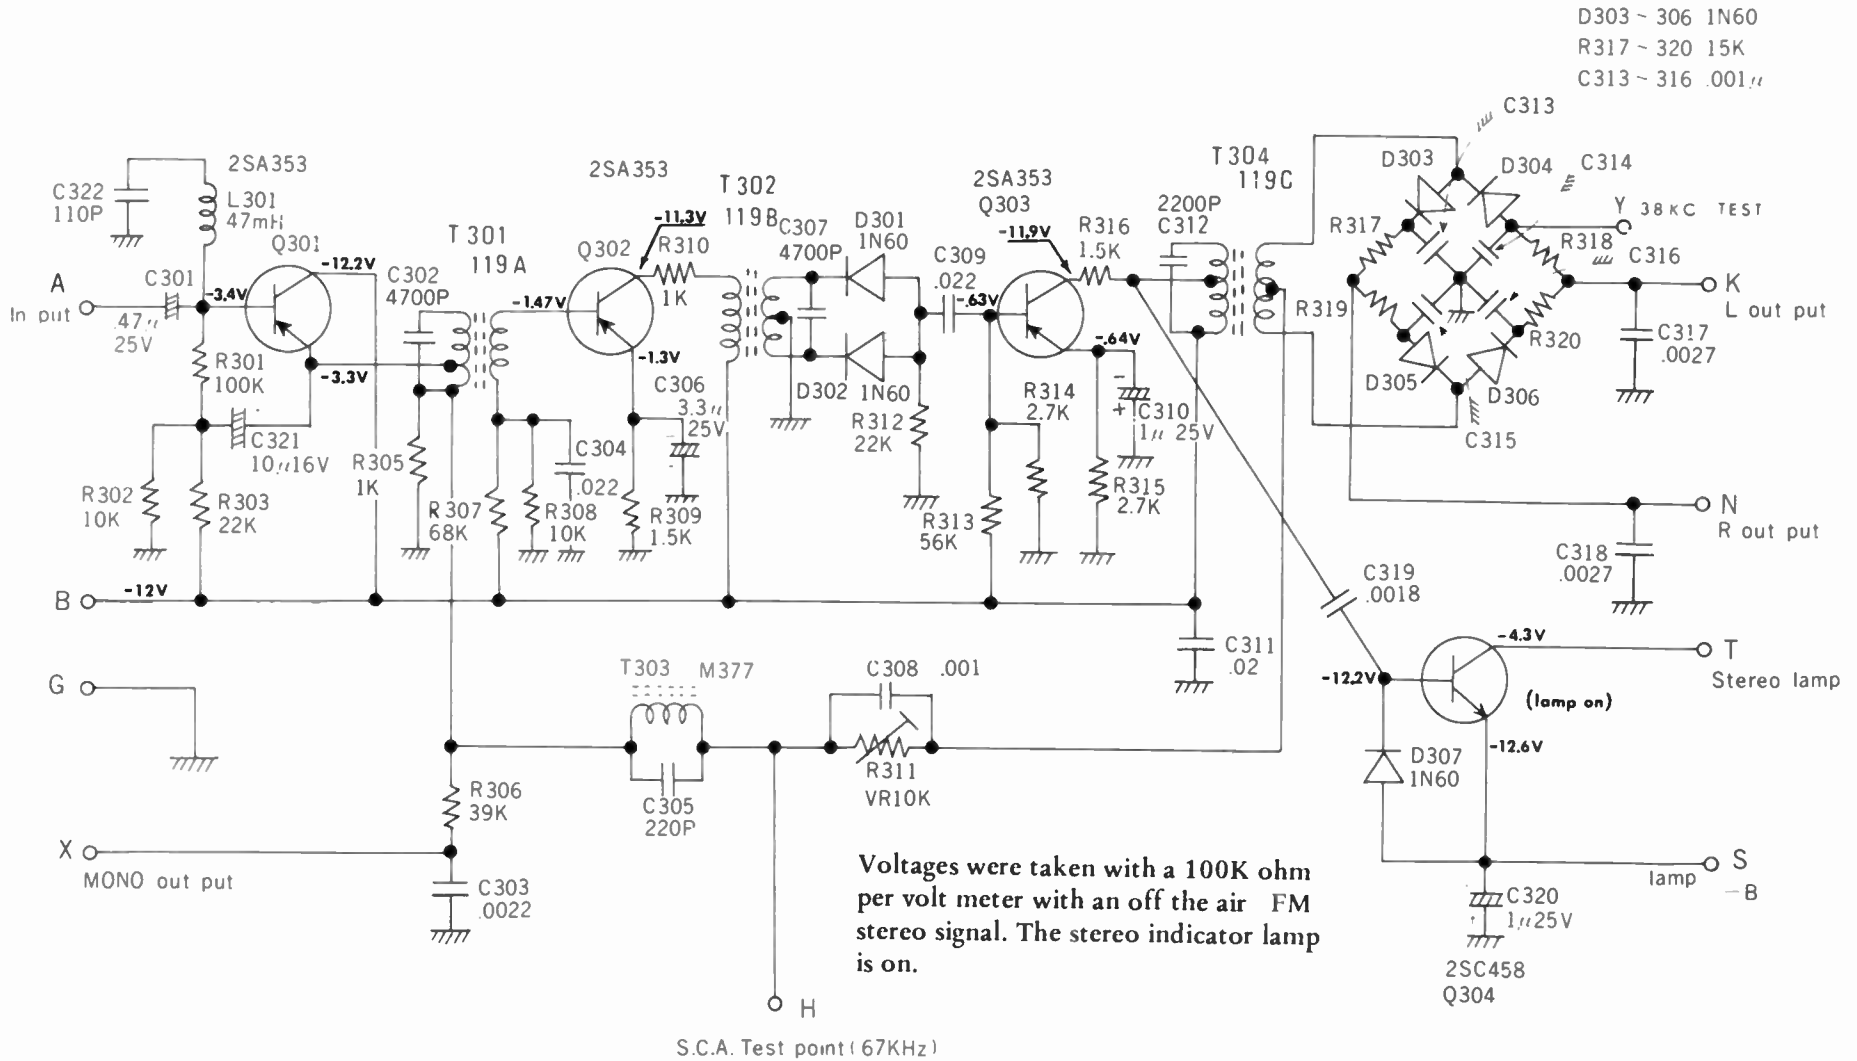 D303 ~ 306 1N60
R317 ~ 320 15K
C313 ~ 316 .001µ
C313
D303
D304
C314
T304
119C
2SA353
L301
47mH
C322
110P
2SA353
T302
119B
2SA353
Q303
2200P
C312
Y 38KC TEST
-11.3V
R310
1K
C307
4700P
D301
1N60
-11.9V
R316
1.5K
R317
R318
C316
Q301
T301
119A
Q302
C309
.022
-.63V
A
In put
C301
.47µ
25V
-3.4V
-12.2V
C302
4700P
-1.47V
R319
K
L out put
R320
C317
.0027
-3.3V
-1.3V
-.64V
R301
100K
C306
3.3µ
25V
D302
1N60
R312
22K
R314
2.7K
-
+
C310
1µ 25V
D305
D306
C315
C321
10µ16V
R305
1K
C304
.022
R302
10K
R303
22K
R307
68K
R308
10K
R309
1.5K
R313
56K
R315
2.7K
N
R out put
C318
.0027
B
-12V
C319
.0018
C311
.02
G
T303
M377
C308
.001
-12.2V
-4.3V
T
Stereo lamp
(lamp on)
-12.6V
D307
1N60
R311
VR10K
R306
39K
C305
220P
X
MONO out put
C303
.0022
S
lamp
-B
C320
1µ25V
2SC458
Q304
Voltages were taken with a 100K ohm
per volt meter with an off the air FM
stereo signal. The stereo indicator lamp
is on.
H
S.C.A. Test point (67KHz)